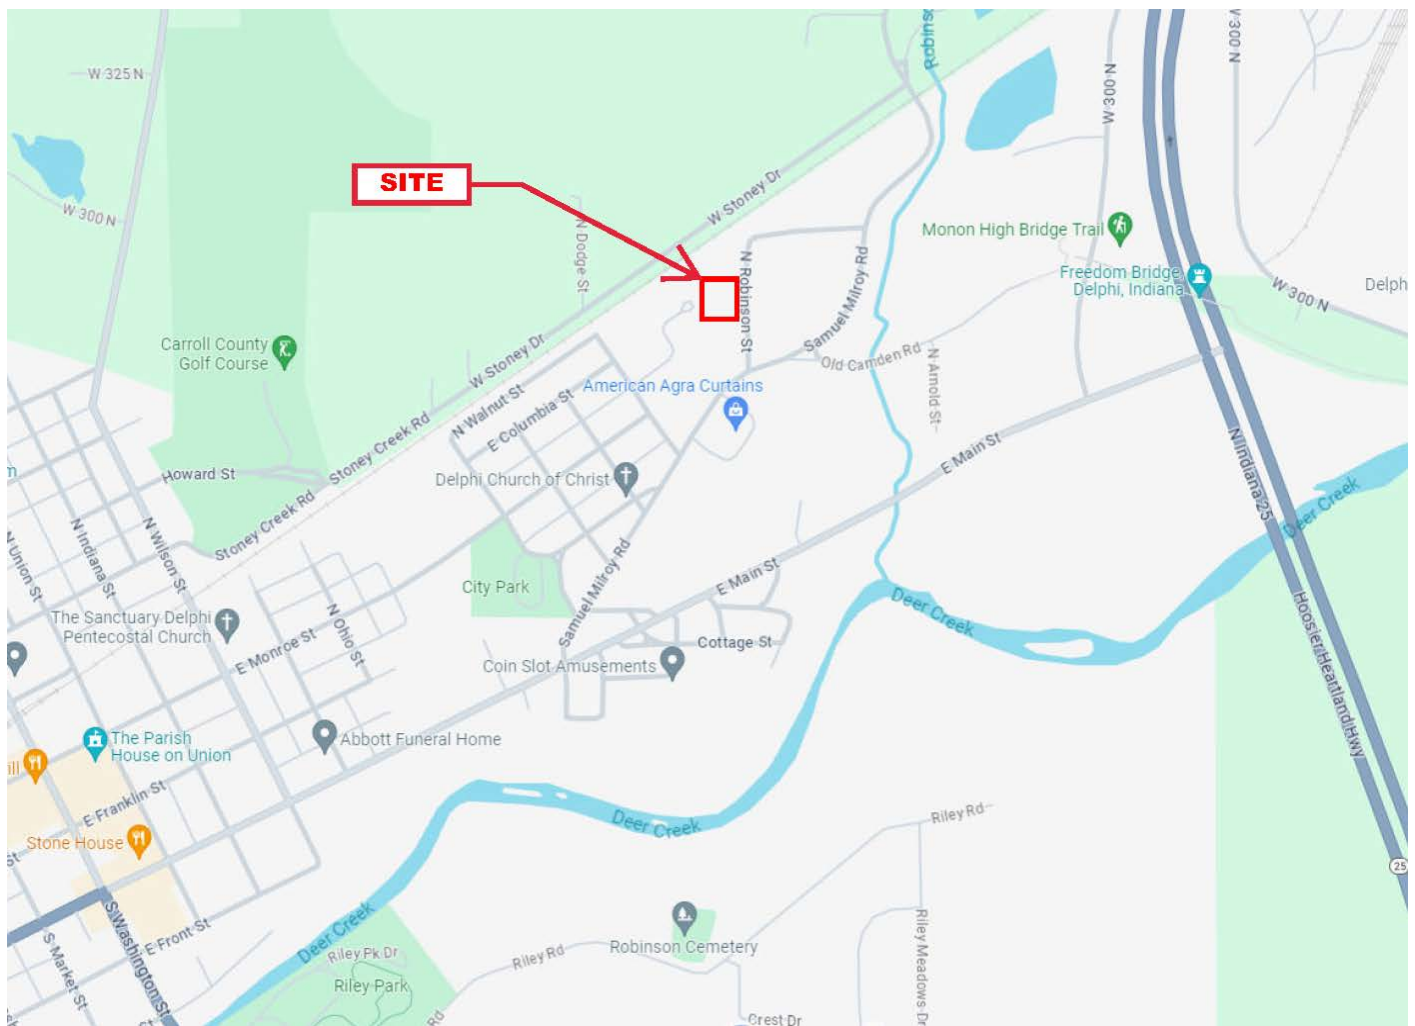 W 325 N
W 300 N
SITE
N Dodge St
W Stoney Dr
Robins
W 300 N
W 300 N
Monon High Bridge Trail
Freedom Bridge,
Delphi, Indiana
W 300 N
Delph
N Robinson St
Samuel Milroy Rd
Old Camden Rd
N Arnold St
Carroll County
Golf Course
W Stoney Dr
American Agra Curtains
N Walnut St
E Columbia St
Stoney Creek Rd
Howard St
Delphi Church of Christ
E Main St
N Indiana 25
Deer Creek
m
Stoney Creek Rd
N Union St
N Indiana St
N Wilson St
City Park
Samuel Milroy Rd
E Main St
Deer Creek
The Sanctuary Delphi
Pentecostal Church
E Monroe St
N Ohio St
Cottage St
Coin Slot Amusements
Hoosier Heartland Hwy
The Parish
House on Union
Abbott Funeral Home
ill
E Franklin St
Stone House
St
Deer Creek
Riley Rd
25
S Washington St
E Front St
S Market St
Deer Creek
Riley Pk Dr
Riley Park
Riley Rd
Robinson Cemetery
Riley Meadows Dr
St
Rd
Crest Dr